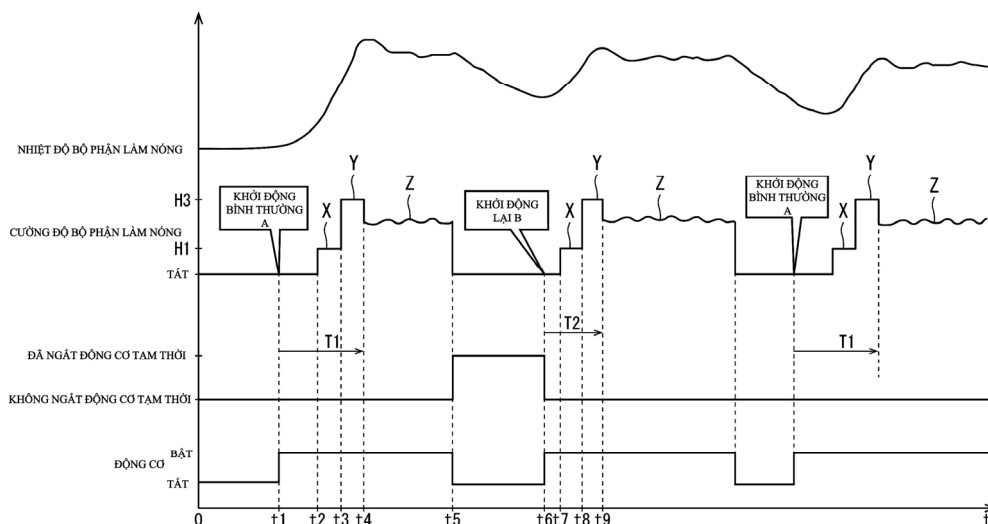 NHIỆT ĐỘ BỘ PHẬN LÀM NÓNG
Y
Y
Y
H3
KHỞI ĐỘNG
BÌNH THƯỜNG
A
X
Z
KHỞI ĐỘNG
LẠI B
X
Z
KHỞI ĐỘNG
BÌNH THƯỜNG
A
X
Z
CƯỜNG ĐỘ BỘ PHẬN LÀM NÓNG
H1
TẮT
T1
T2
T1
ĐÃ NGẮT ĐÔNG CƠ TẠM THỜI
KHÔNG NGẮT ĐỘNG CƠ TẠM THỜI
BẬT
ĐỘNG CƠ
TẮT
0 t1 t2 t3 t4 t5 t6 t7 t8 t9 t